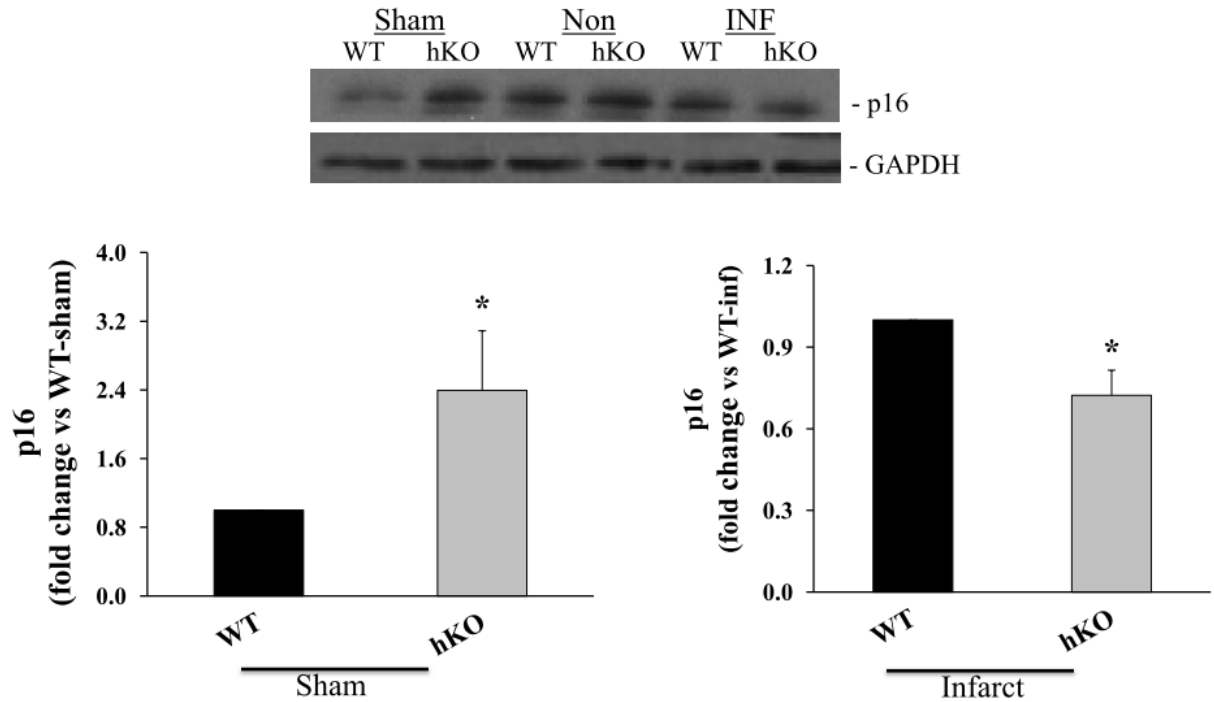 Sham Non INF
WT hKO WT hKO WT hKO
- p16
- GAPDH
p16
(fold change vs WT-sham)
4.0
3.2
2.4
1.6
0.8
0.0
*
WT hKO
Sham
p16
(fold change vs WT-inf)
1.2
0.9
0.6
0.3
0.0
*
WT hKO
Infarct